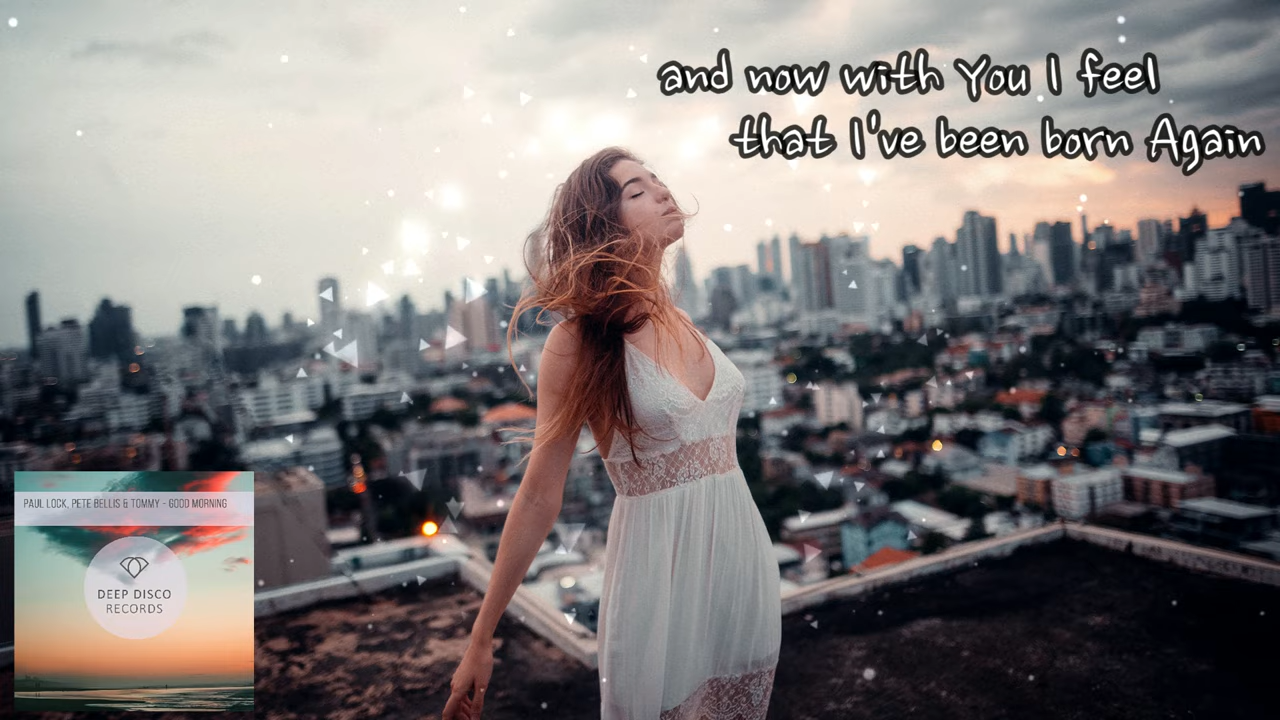 and now with You I feel
that I've been born Again
PAUL LOCK, PETE BELLIS & TOMMY - GOOD MORNING
DEEP DISCO
RECORDS